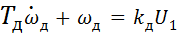 Tдω̇д + ωд = kдU1